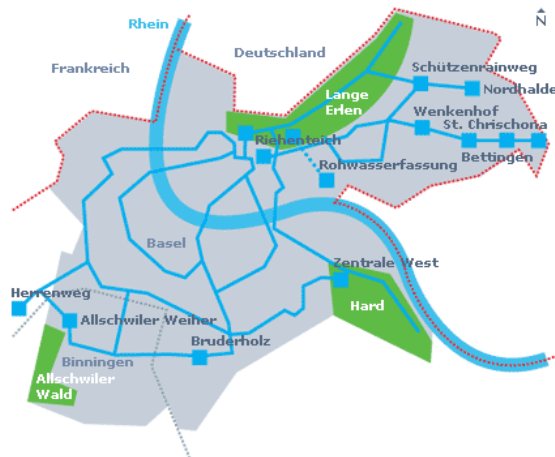 N
Rhein
Deutschland
Frankreich
Schützenrainweg
Nordhalde
Lange
Erlen
Wenkenhof
St. Chrischona
Riehenteich
Bettingen
Rohwasserfassung
Basel
Zentrale West
Herrenweg
Hard
Allschwiler Weiher
Bruderholz
Binningen
Allschwiler
Wald